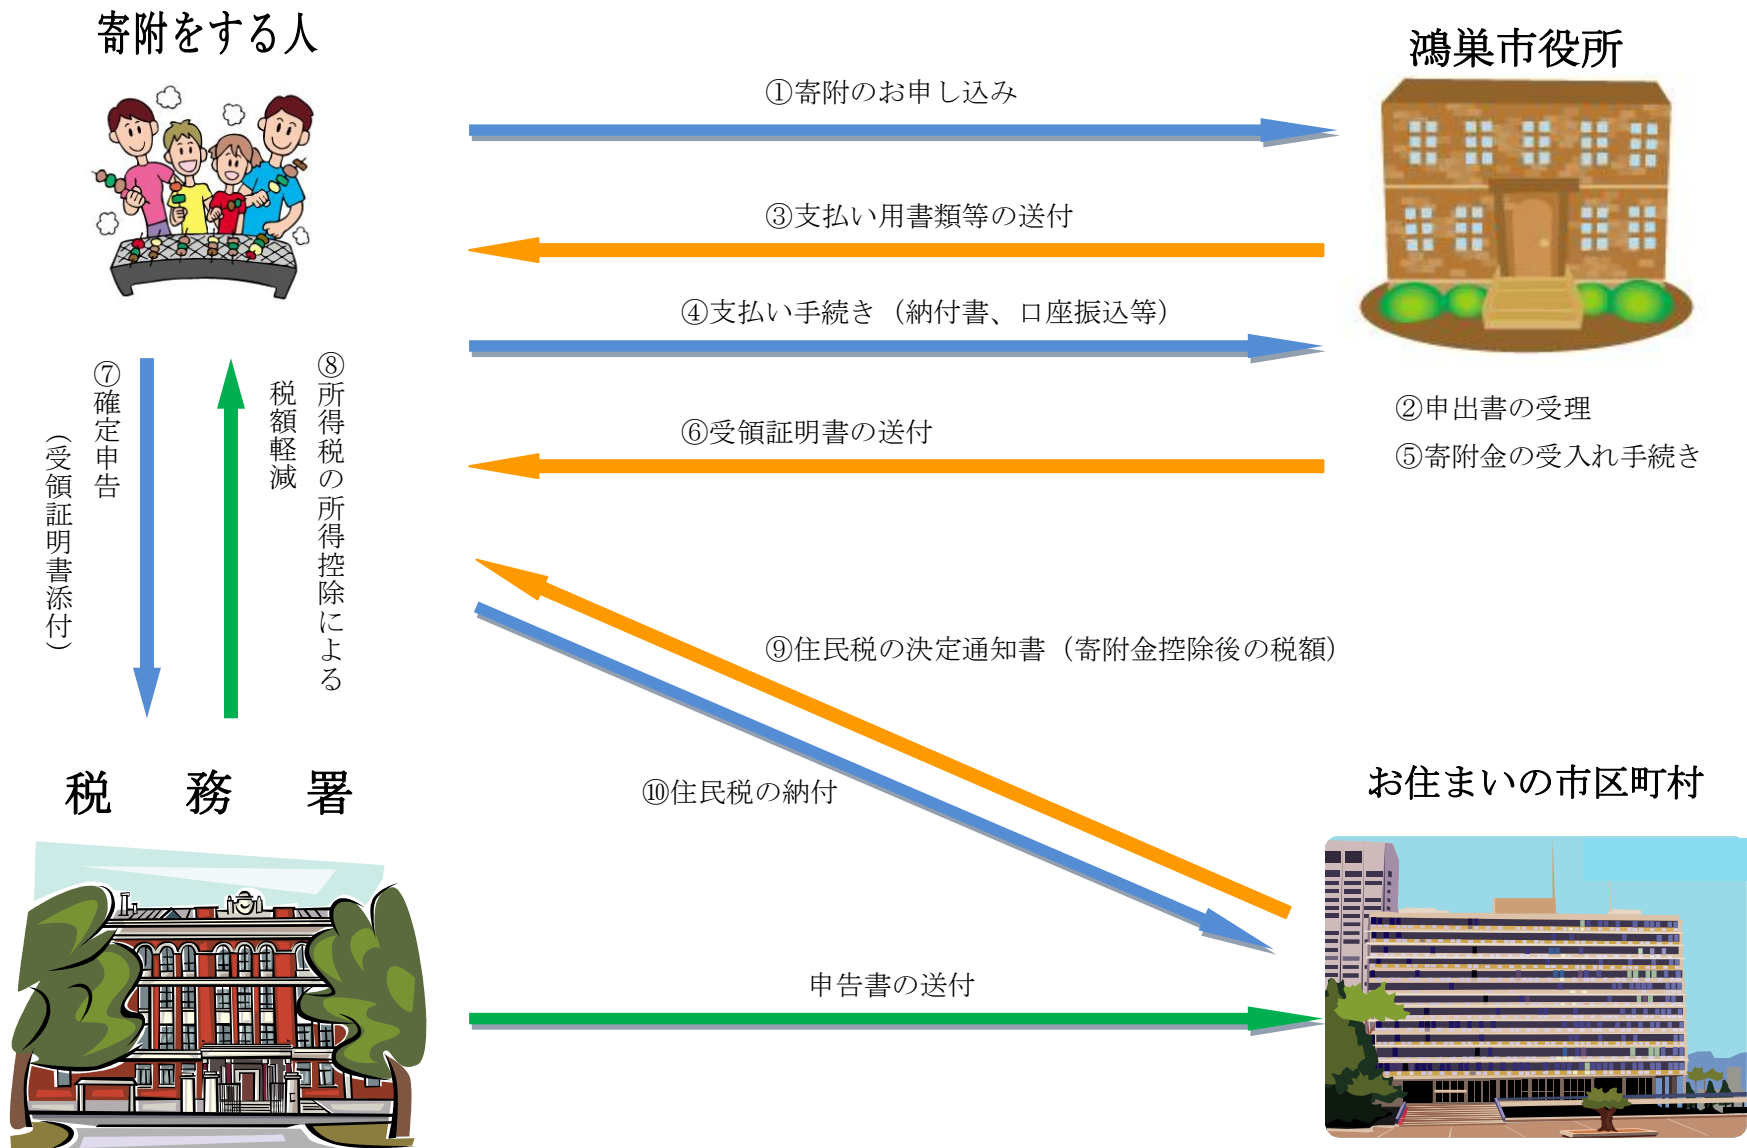 寄附をする人
鴻巣市役所
①寄附のお申し込み
③支払い用書類等の送付
④支払い手続き（納付書、口座振込等）
②申出書の受理
⑥受領証明書の送付
⑤寄附金の受入れ手続き
⑦確定申告
（受領証明書添付）
⑧所得税の所得控除による
税額軽減
⑨住民税の決定通知書（寄附金控除後の税額）
⑩住民税の納付
税務署
お住まいの市区町村
申告書の送付